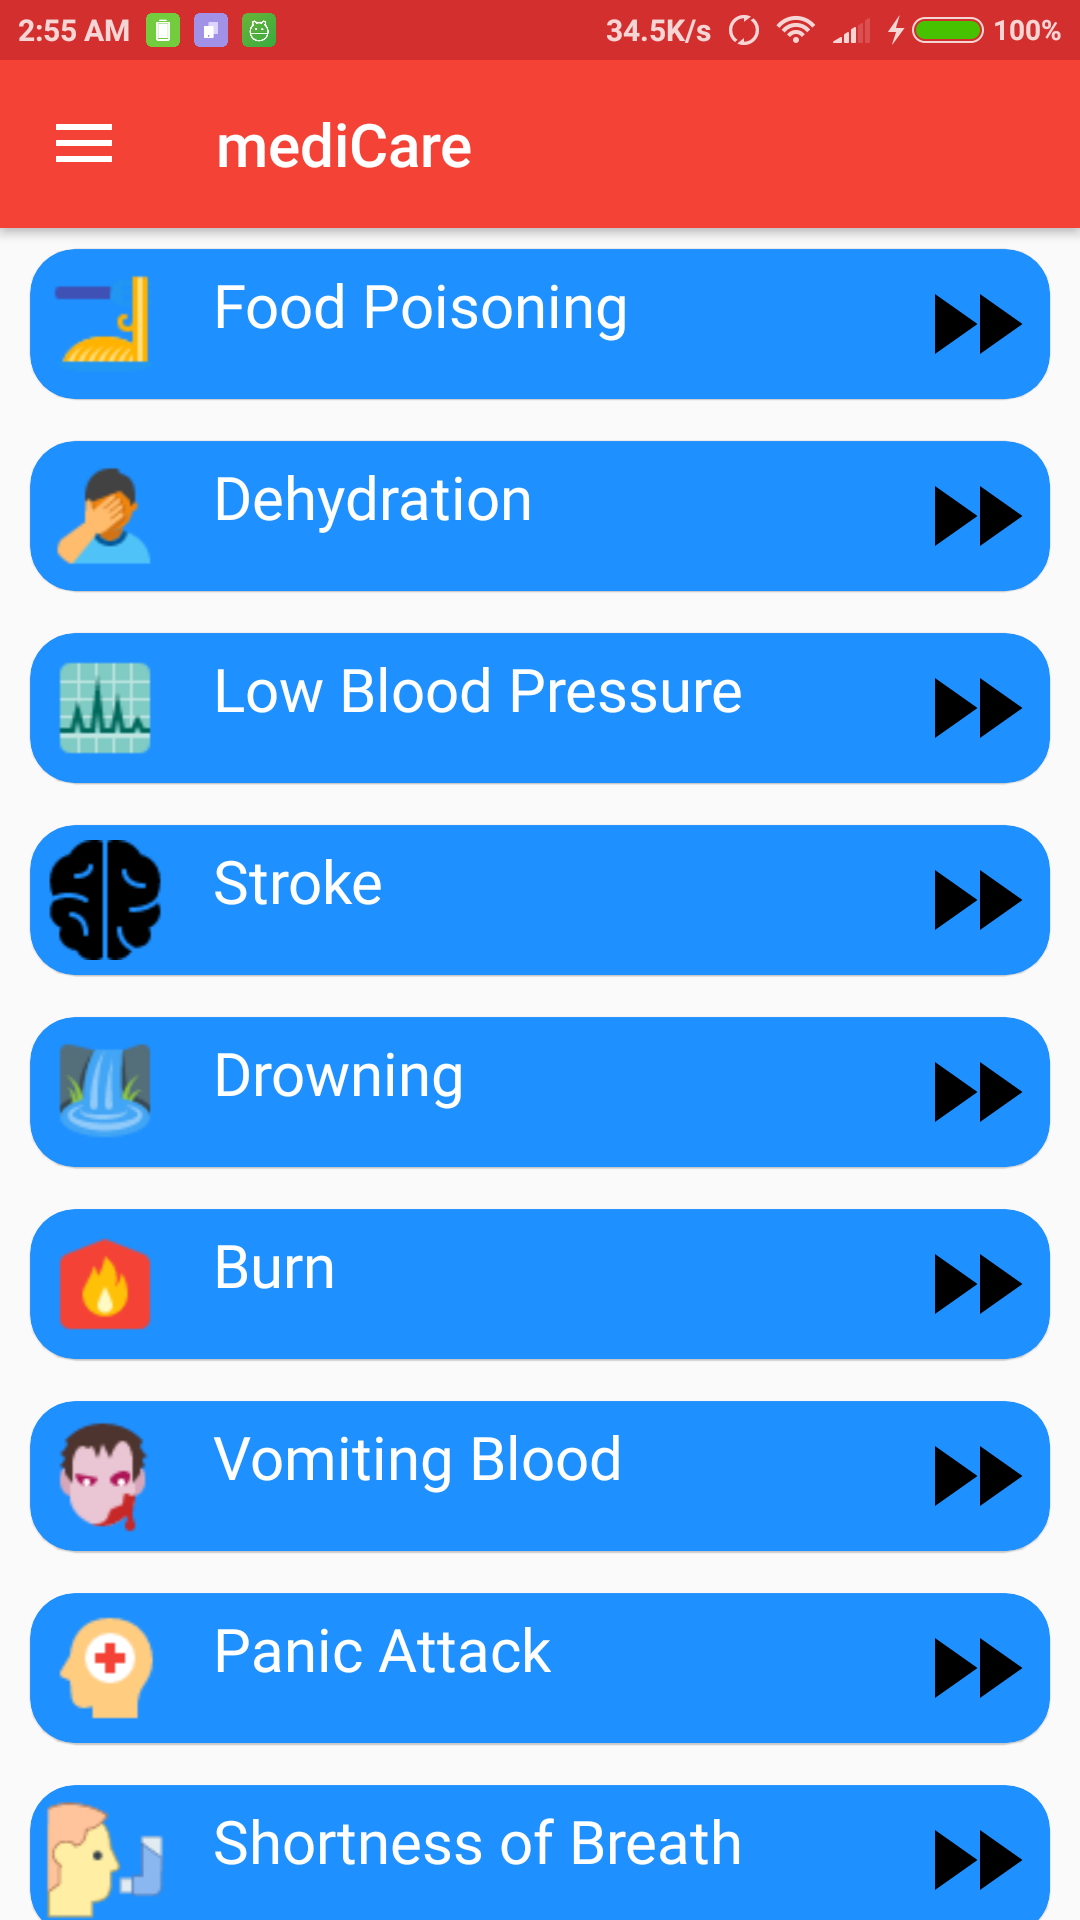 2:55 AM 34.5K/s 100%
mediCare
Food Poisoning
Dehydration
Low Blood Pressure
Stroke
Drowning
Burn
Vomiting Blood
Panic Attack
Shortness of Breath